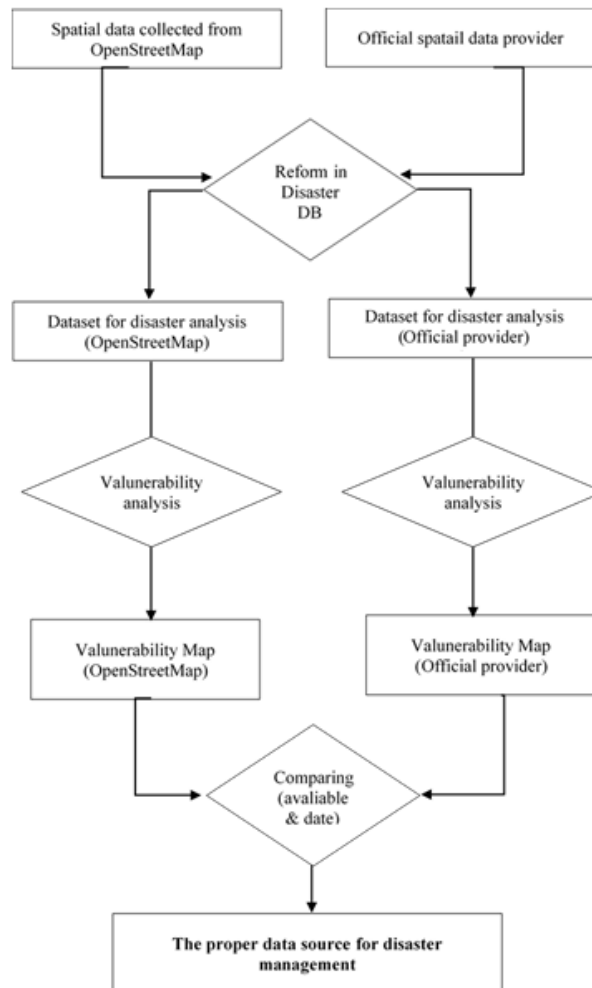 Spatial data collected from
OpenStreetMap
Official spatail data provider
Reform in
Disaster
DB
Dataset for disaster analysis
(OpenStreetMap)
Dataset for disaster analysis
(Official provider)
Valunerability
analysis
Valunerability
analysis
Valunerability Map
(OpenStreetMap)
Valunerability Map
(Official provider)
Comparing
(avaliable
& date)
The proper data source for disaster
management